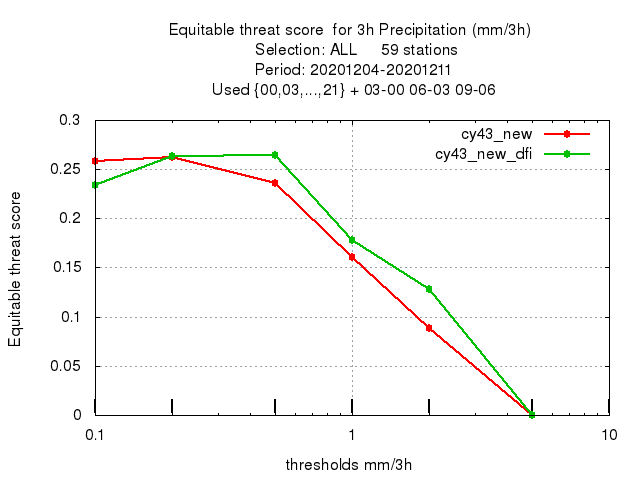 Equitable threat score  for 3h Precipitation (mm/3h)
Selection: ALL     59 stations
Period: 20201204-20201211
Used {00,03,...,21} + 03-00 06-03 09-06
cy43_new
cy43_new_dfi
Equitable threat score
0.3
0.25
0.2
0.15
0.1
0.05
0
0.1
1
10
thresholds mm/3h